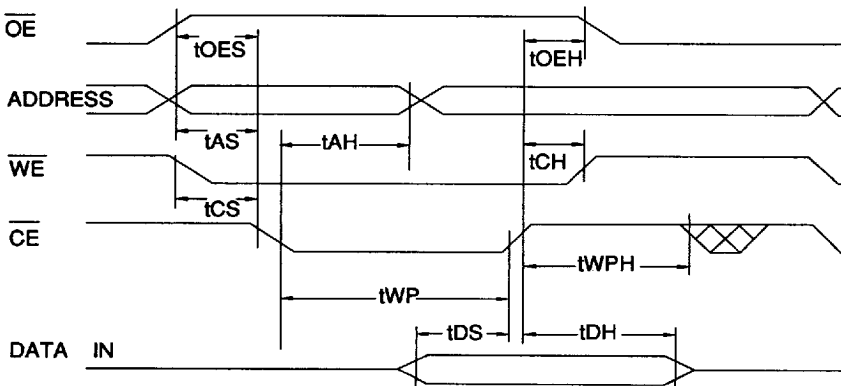 OE
tOES
tOEH
ADDRESS
tAS
tAH
tCH
WE
tCS
CE
tWPH
tWP
tDS
tDH
DATA IN